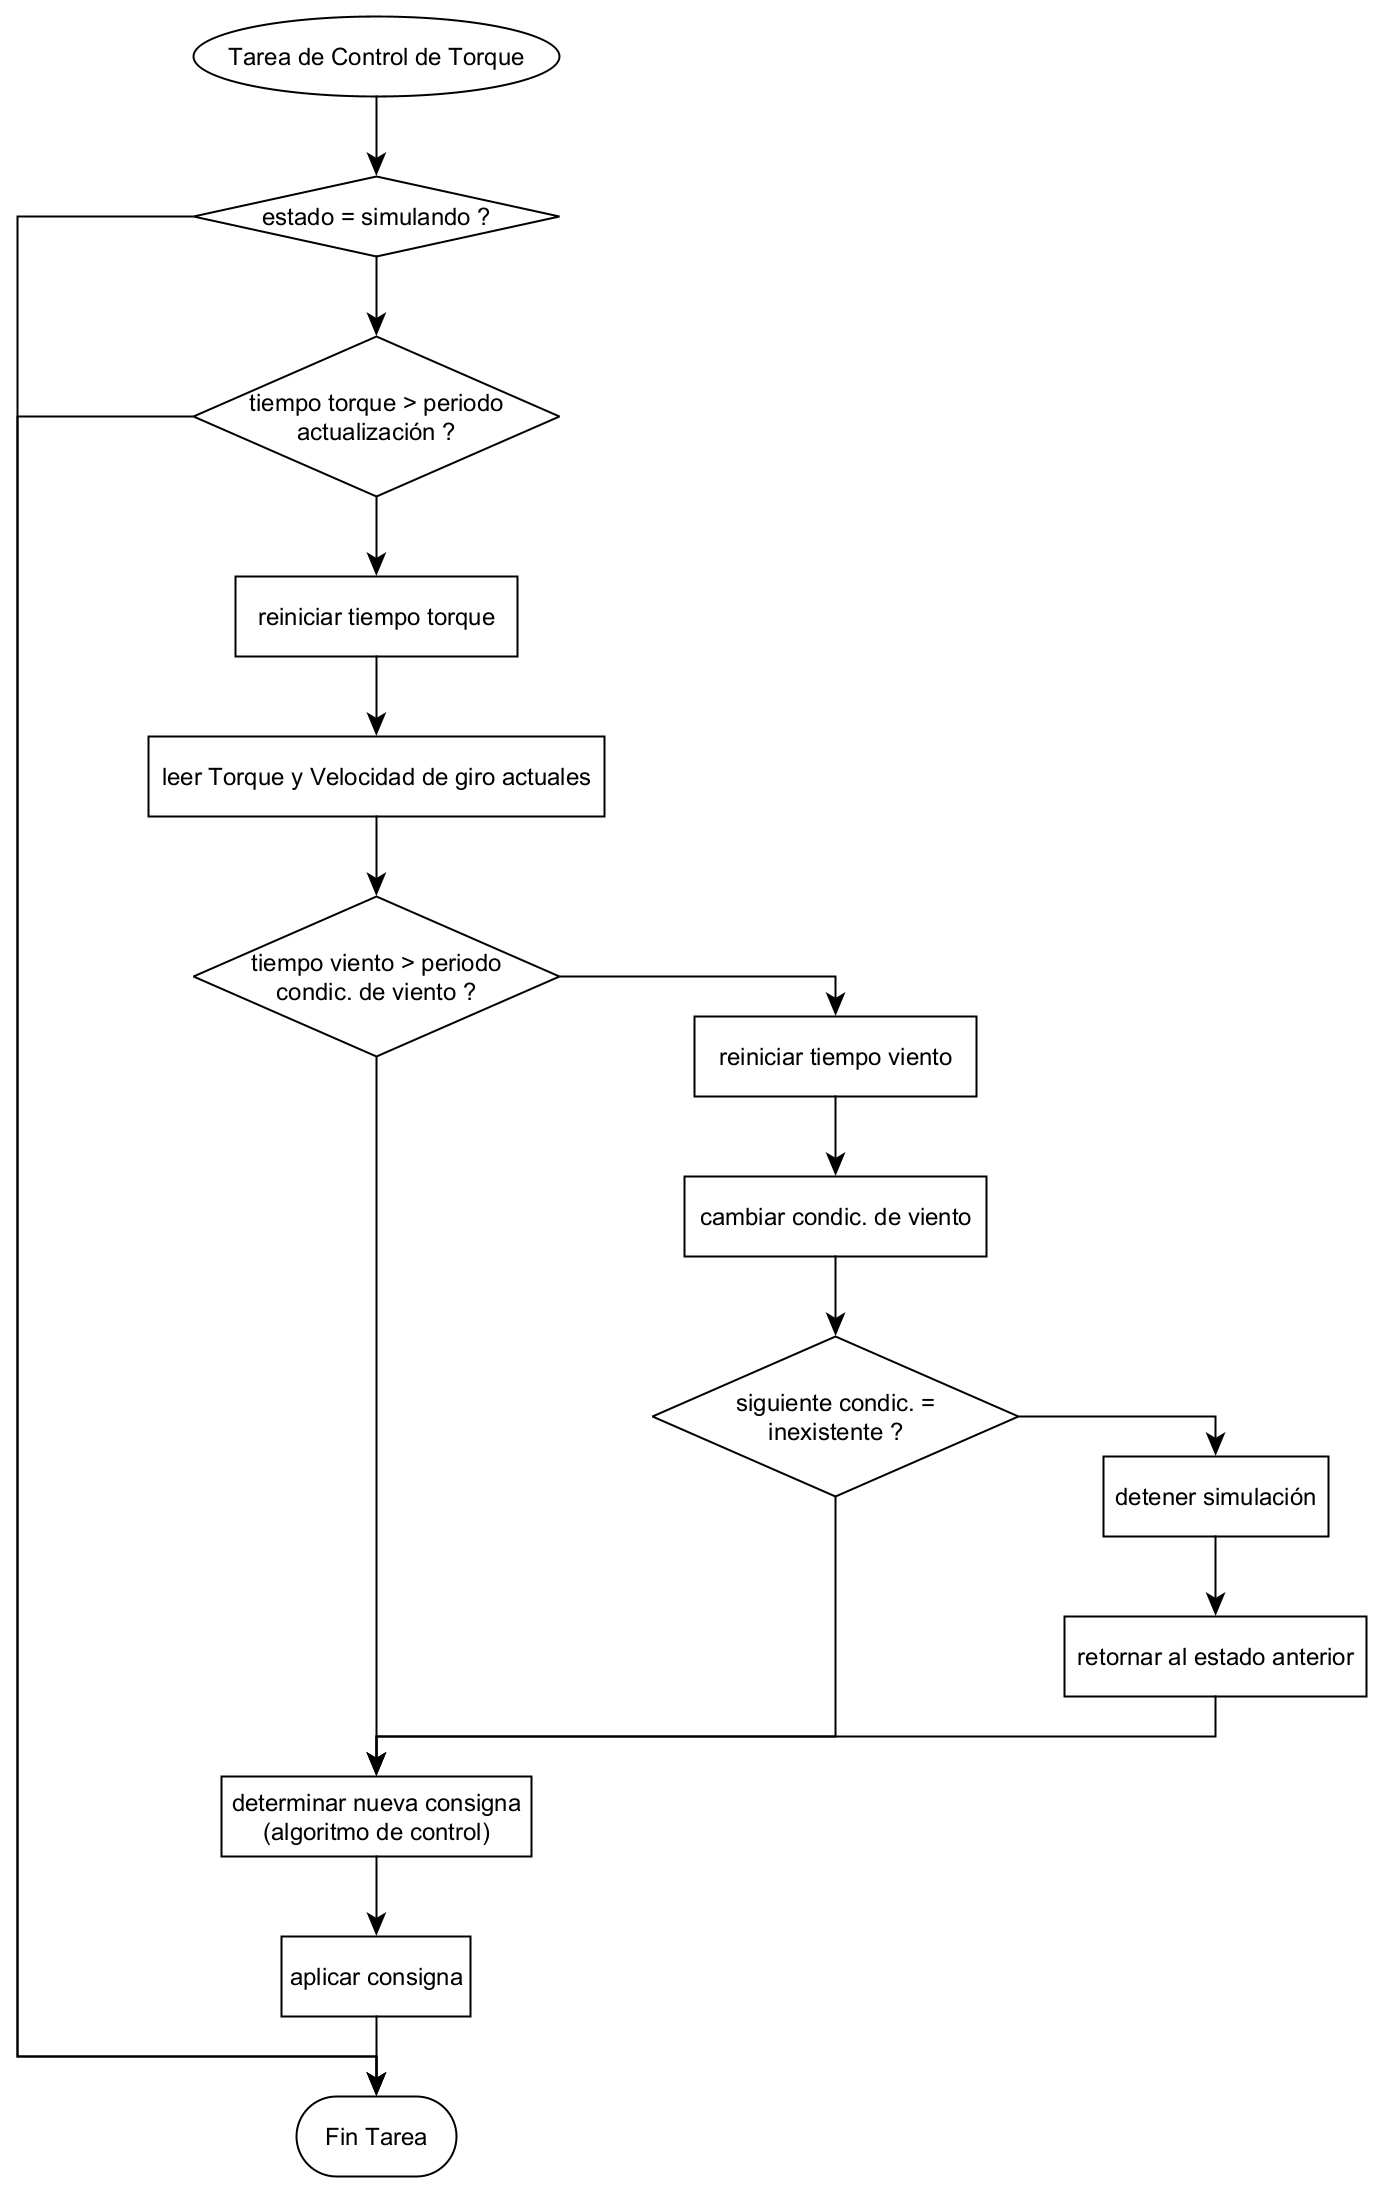 Tarea de Control de Torque
estado = simulando ?
tiempo torque > periodo
actualización ?
reiniciar tiempo torque
leer Torque y Velocidad de giro actuales
tiempo viento > periodo
condic. de viento ?
reiniciar tiempo viento
cambiar condic. de viento
siguiente condic. =
inexistente ?
detener simulación
retornar al estado anterior
determinar nueva consigna
(algoritmo de control)
aplicar consigna
Fin Tarea